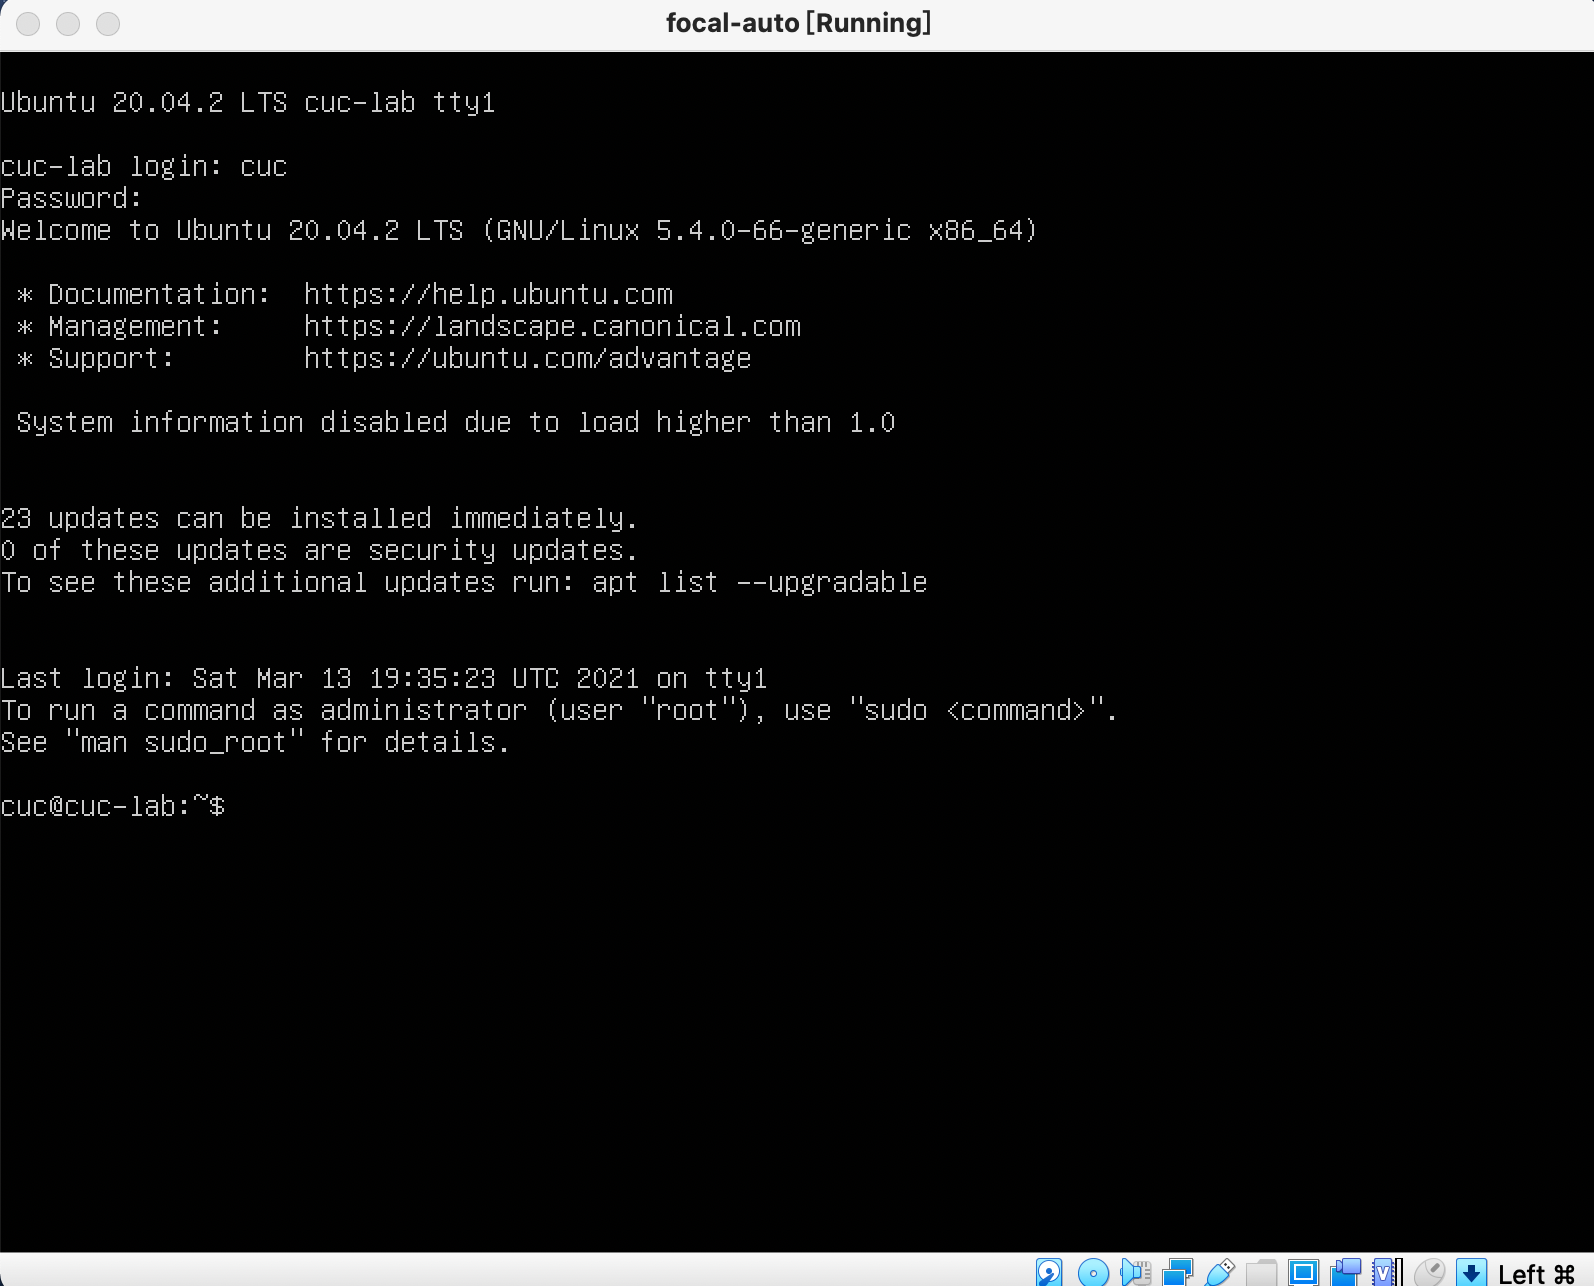 focal-auto [Running]
Ubuntu 20.04.2 LTS cuc-lab tty1
cuc-lab login: cuc
Password:
Welcome to Ubuntu 20.04.2 LTS (GNU/Linux 5.4.0-66-generic x86_64)
 * Documentation:  https://help.ubuntu.com
 * Management:     https://landscape.canonical.com
 * Support:        https://ubuntu.com/advantage
 System information disabled due to load higher than 1.0
23 updates can be installed immediately.
0 of these updates are security updates.
To see these additional updates run: apt list --upgradable
Last login: Sat Mar 13 19:35:23 UTC 2021 on tty1
To run a command as administrator (user "root"), use "sudo <command>".
See "man sudo_root" for details.
cuc@cuc-lab:~$
Left ⌘